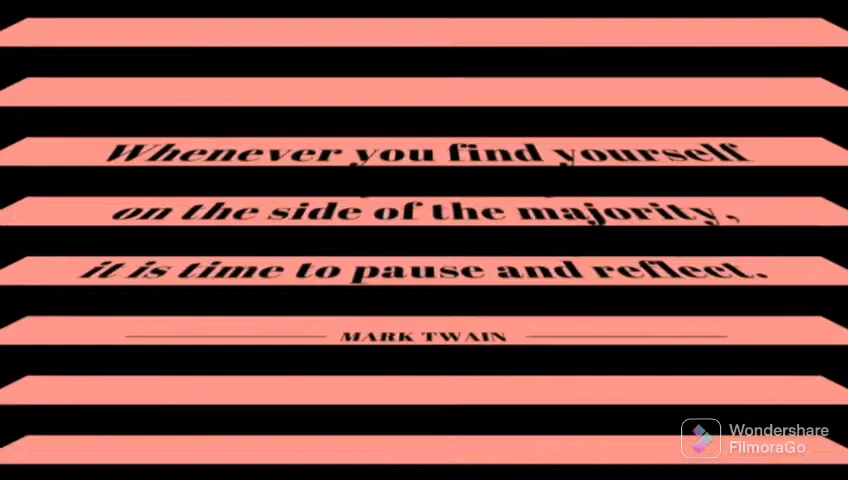 Whenever you find yourself
on the side of the majority,
it is time to pause and reflect.
MARK TWAIN
Wondershare
FilmoraGo